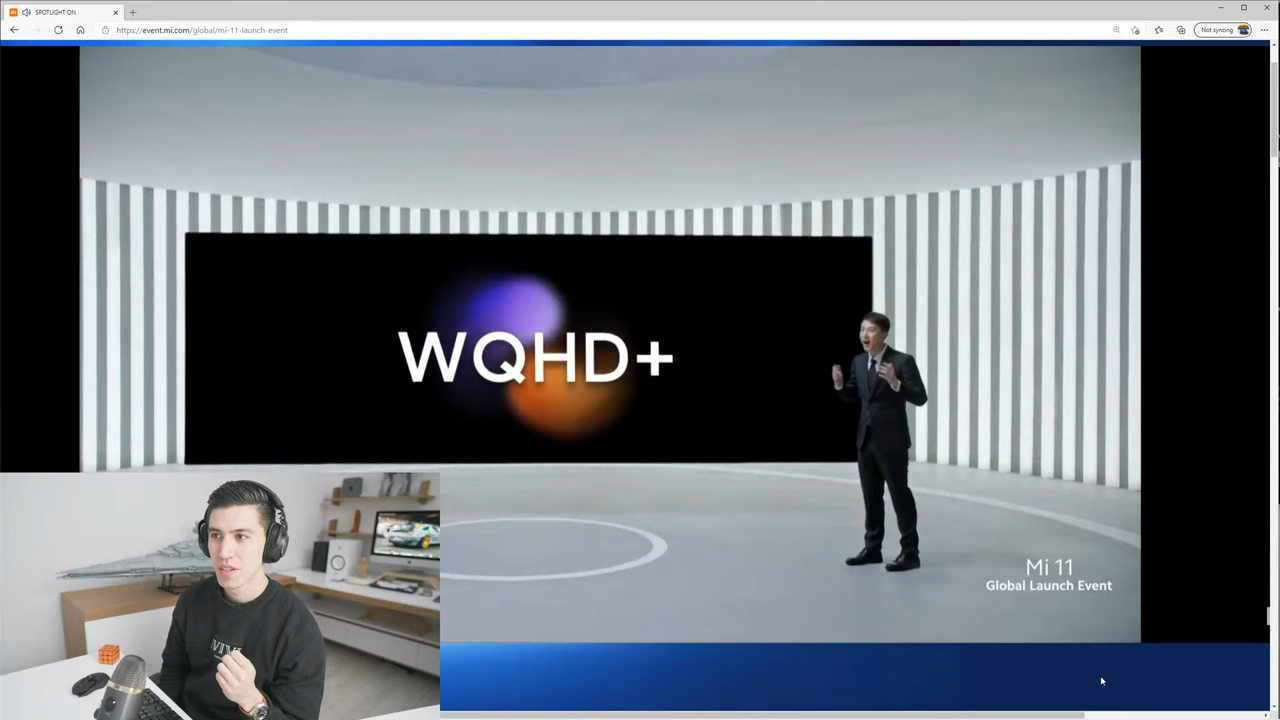 SPOTLIGHT ON
https://event.mi.com/global/mi-11-launch-event
Not syncing
WQHD+
Mi 11
Global Launch Event